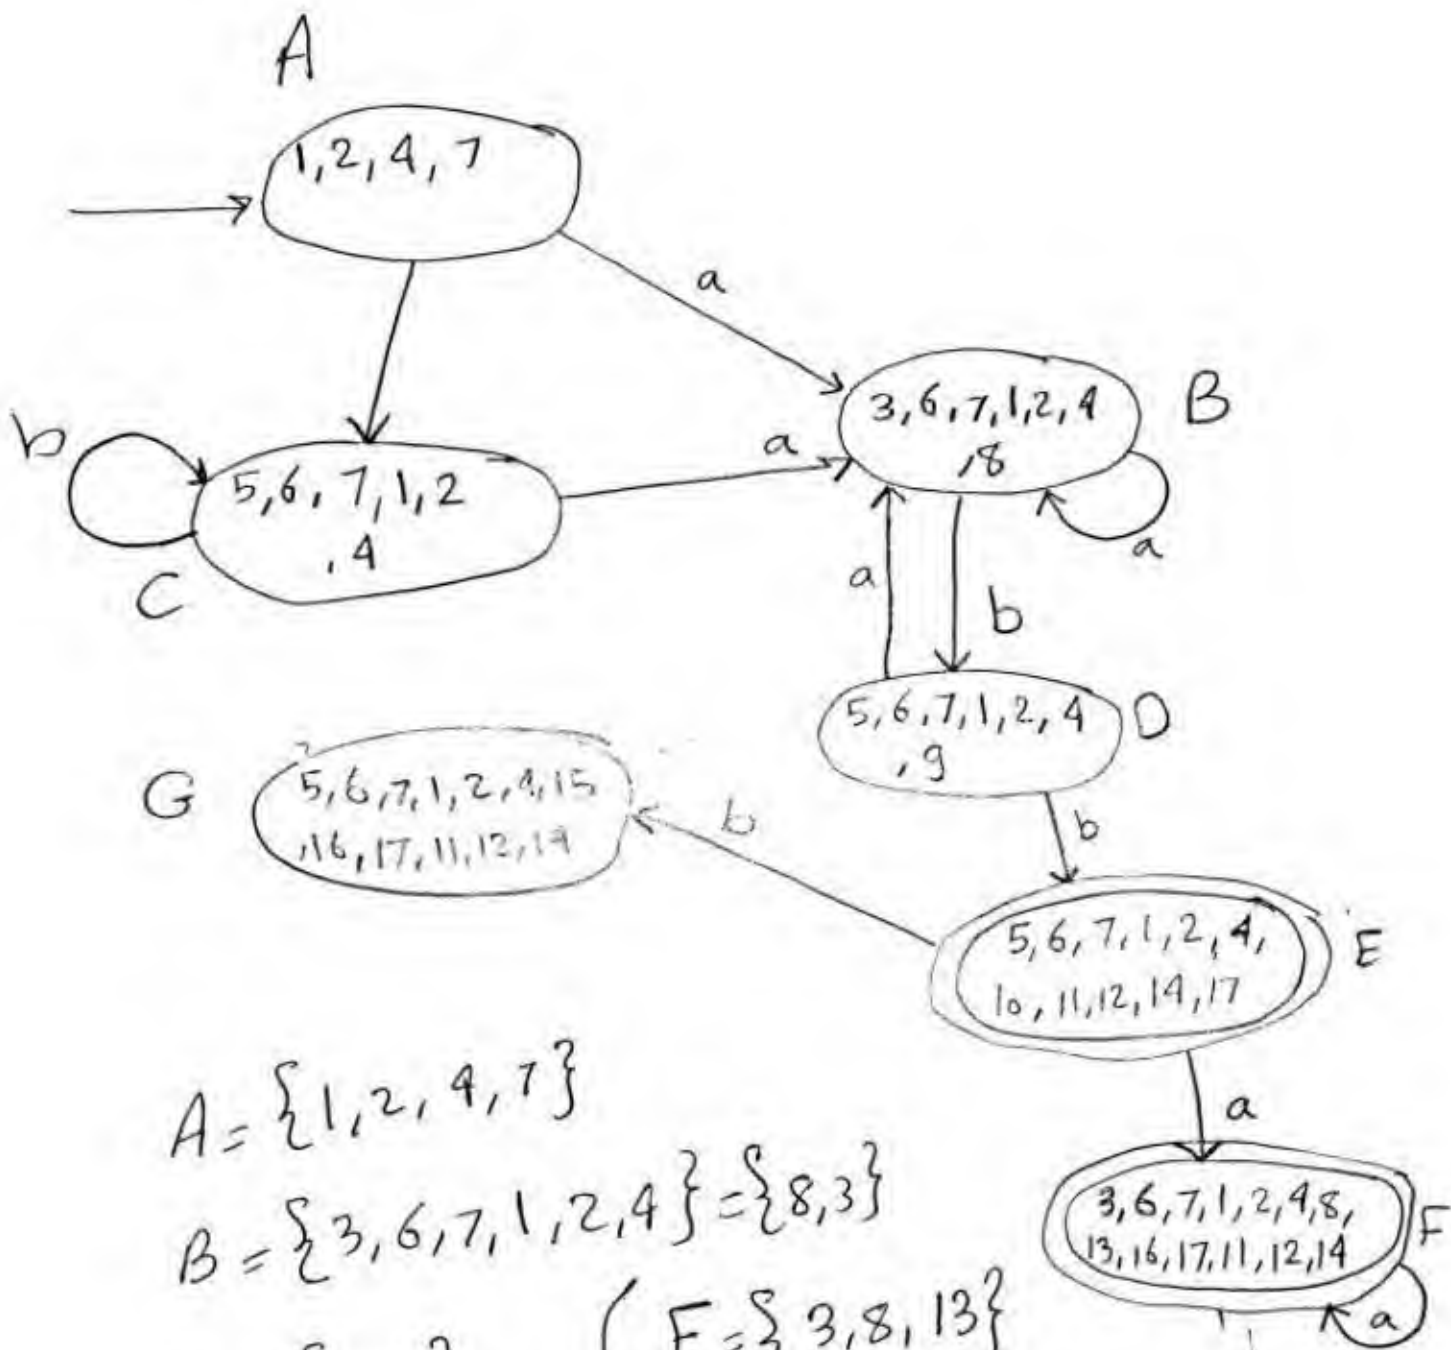 A
1,2,4,7
a
3,6,7,1,2,4
,8
B
a
b
5,6,7,1,2
,4
C
a
a
b
5,6,7,1,2,4
,9
D
G
5,6,7,1,2,4,15
,16,17,11,12,14
b
b
5,6,7,1,2,4,
10,11,12,14,17
E
a
A={1,2,4,7}
3,6,7,1,2,4,8,
13,16,17,11,12,14
F
B={3,6,7,1,2,4}={8,3}
a
F={3,8,13}